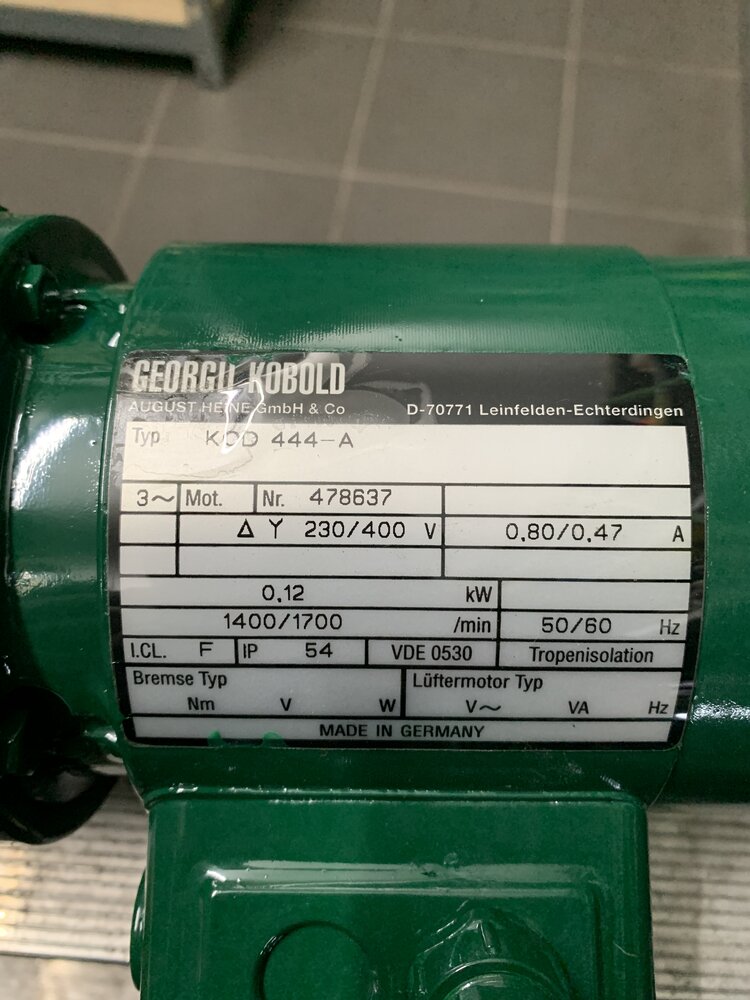 GEORGII KOBOLD
AUGUST HEINE GmbH & Co D-70771 Leinfelden-Echterdingen
Typ KOD 444-A
3~ Mot. Nr. 478637
Δ Y 230/400 V 0.80/0.47 A
0.12 kW
1400/1700 /min 50/60 Hz
I.CL. F IP 54 VDE 0530 Tropenisolation
Bremse Typ Lüftermotor Typ
Nm V W V~ VA Hz
MADE IN GERMANY